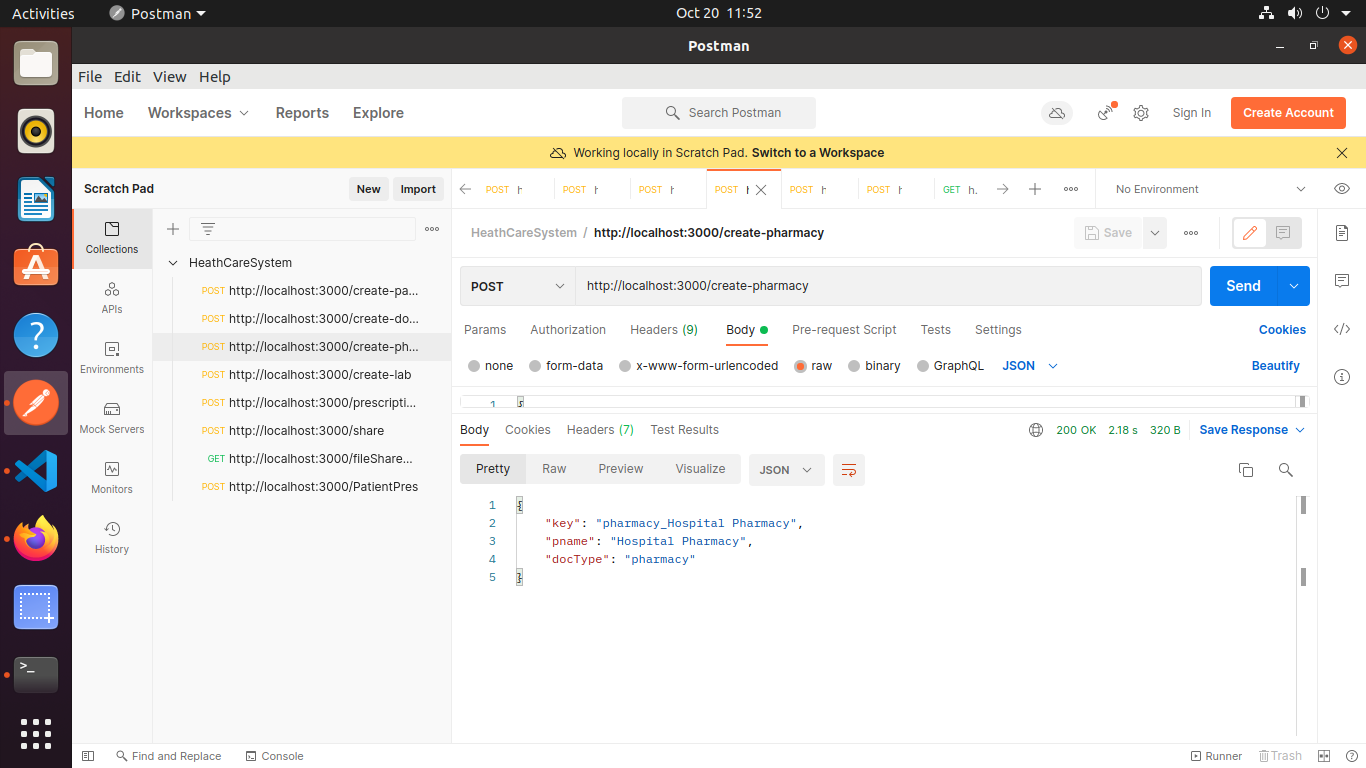 Activities Postman Oct 20 11:52
Postman
File Edit View Help
Home Workspaces Reports Explore Search Postman Sign In Create Account
Working locally in Scratch Pad. Switch to a Workspace
Scratch Pad New Import POST POST POST POST POST POST GET h. No Environment
Collections
HeathCareSystem / http://localhost:3000/create-pharmacy Save
HeathCareSystem
POST http://localhost:3000/create-pa...
POST http://localhost:3000/create-do...
POST http://localhost:3000/create-ph...
POST http://localhost:3000/create-lab
POST http://localhost:3000/prescripti...
POST http://localhost:3000/share
GET http://localhost:3000/fileShare...
POST http://localhost:3000/PatientPres
APIs
Environments
Mock Servers
Monitors
History
POST http://localhost:3000/create-pharmacy Send
Params Authorization Headers (9) Body Pre-request Script Tests Settings Cookies
none form-data x-www-form-urlencoded raw binary GraphQL JSON Beautify
1 {
Body Cookies Headers (7) Test Results 200 OK 2.18 s 320 B Save Response
Pretty Raw Preview Visualize JSON
1 {
2 "key": "pharmacy_Hospital Pharmacy",
3 "pname": "Hospital Pharmacy",
4 "docType": "pharmacy"
5 }
Find and Replace Console Runner Trash